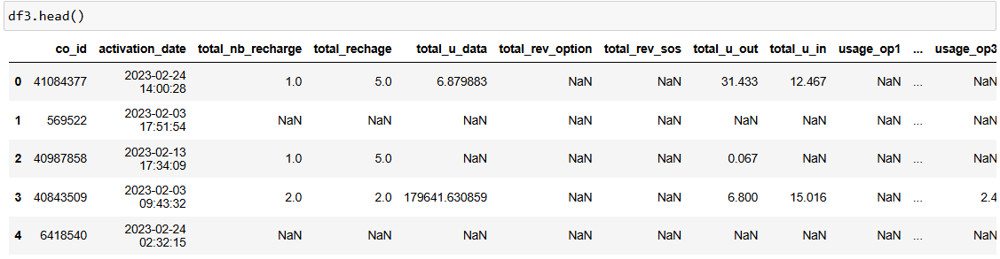 df3.head()
co_id activation_date total_nb_recharge total_rechage total_u_data total_rev_option total_rev_sos total_u_out total_u_in usage_op1 ... usage_op3
0 41084377 2023-02-24 14:00:28 1.0 5.0 6.879883 NaN NaN 31.433 12.467 NaN ... NaN
1 569522 2023-02-03 17:51:54 NaN NaN NaN NaN NaN NaN NaN NaN ... NaN
2 40987858 2023-02-13 17:34:09 1.0 5.0 NaN NaN NaN 0.067 NaN NaN ... NaN
3 40843509 2023-02-03 09:43:32 2.0 2.0 179641.630859 NaN NaN 6.800 15.016 NaN ... 2.4
4 6418540 2023-02-24 02:32:15 NaN NaN NaN NaN NaN NaN NaN NaN ... NaN